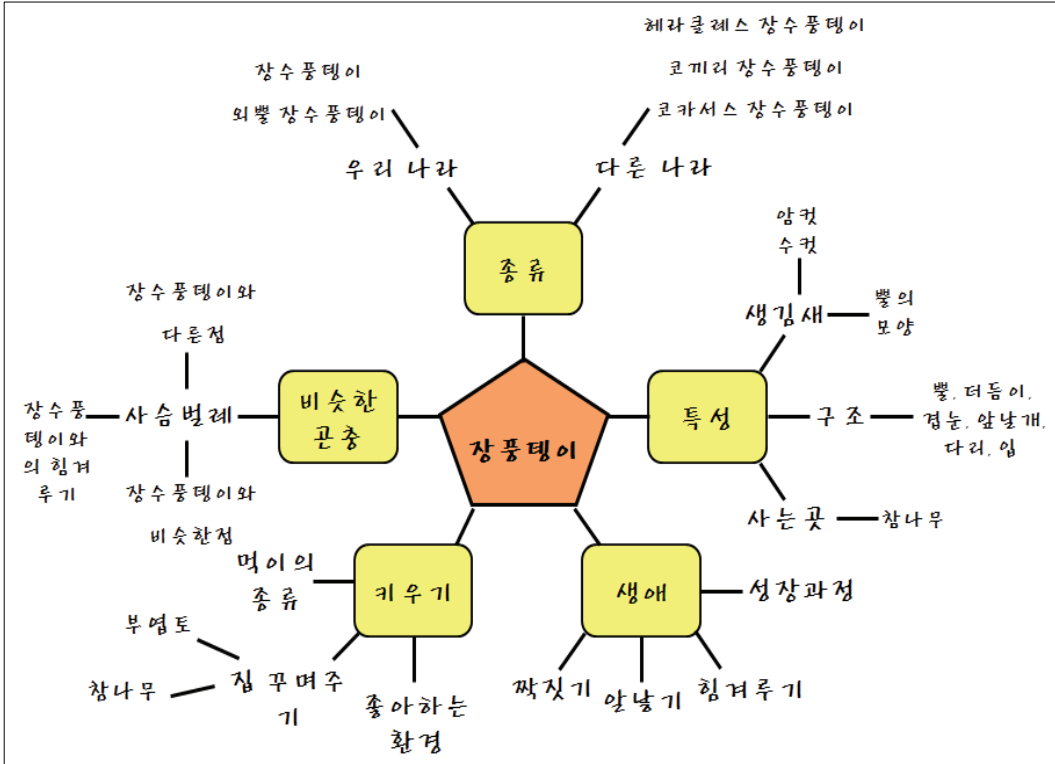 헤라클레스 장수풍뎅이
장수풍뎅이
코끼리 장수풍뎅이
외뿔 장수풍뎅이
코카서스 장수풍뎅이
우리 나라
다른 나라
종류
암컷
수컷
생김새
뿔의
모양
장수풍뎅이와
다른점
비슷한
곤충
사슴벌레
장수풍
뎅이와
의 힘겨
루기
장수풍뎅이와
비슷한점
장풍뎅이
특성
구조
뿔, 더듬이,
겹눈, 앞날개,
다리, 입
사는곳
참나무
먹이의
종류
키우기
생애
성장과정
부엽토
참나무
집 꾸며주
기
좋아하는
환경
짝짓기
알낳기
힘겨루기